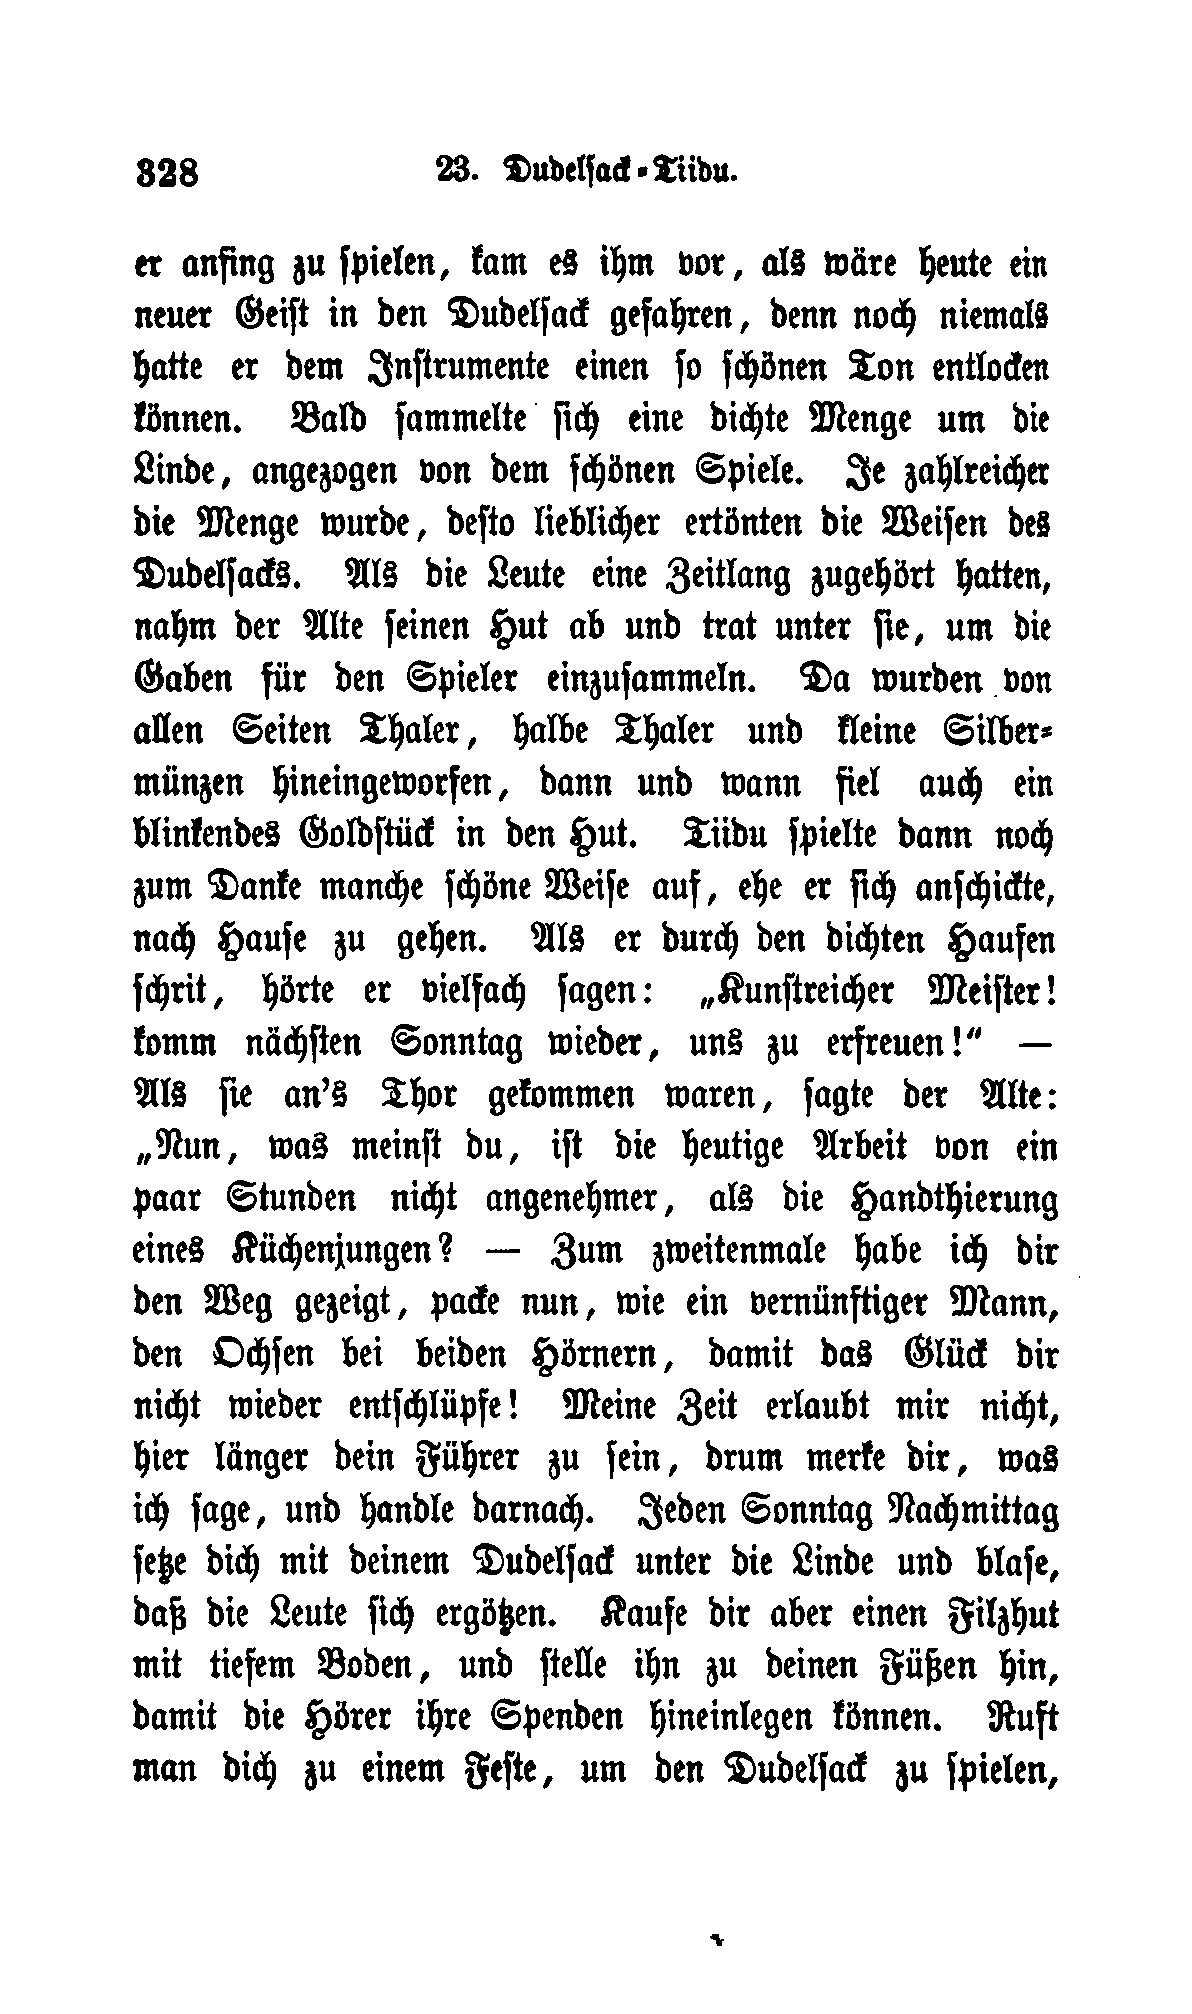 328 23. Dudelsack-Tiidu.
er anfing zu spielen, kam es ihm vor, als wäre heute ein
neuer Geist in den Dudelsack gefahren, denn noch niemals
hatte er dem Instrumente einen so schönen Ton entlocken
können. Bald sammelte sich eine dichte Menge um die
Linde, angezogen von dem schönen Spiele. Je zahlreicher
die Menge wurde, desto lieblicher ertönten die Weisen des
Dudelsacks. Als die Leute eine Zeitlang zugehört hatten,
nahm der Alte seinen Hut ab und trat unter sie, um die
Gaben für den Spieler einzusammeln. Da wurden von
allen Seiten Thaler, halbe Thaler und kleine Silber-
münzen hineingeworfen, dann und wann fiel auch ein
blinkendes Goldstück in den Hut. Tiidu spielte dann noch
zum Danke manche schöne Weise auf, ehe er sich anschickte,
nach Hause zu gehen. Als er durch den dichten Haufen
schrit, hörte er vielfach sagen: „Kunstreicher Meister!
komm nächsten Sonntag wieder, uns zu erfreuen!“ —
Als sie an's Thor gekommen waren, sagte der Alte:
„Nun, was meinst du, ist die heutige Arbeit von ein
paar Stunden nicht angenehmer, als die Handthierung
eines Küchenjungen? — Zum zweitenmale habe ich dir
den Weg gezeigt, packe nun, wie ein vernünftiger Mann,
den Ochsen bei beiden Hörnern, damit das Glück dir
nicht wieder entschlüpfe! Meine Zeit erlaubt mir nicht,
hier länger dein Führer zu sein, drum merke dir, was
ich sage, und handle darnach. Jeden Sonntag Nachmittag
setze dich mit deinem Dudelsack unter die Linde und blase,
daß die Leute sich ergötzen. Kaufe dir aber einen Filzhut
mit tiefem Boden, und stelle ihn zu deinen Füßen hin,
damit die Hörer ihre Spenden hineinlegen können. Ruft
man dich zu einem Feste, um den Dudelsack zu spielen,